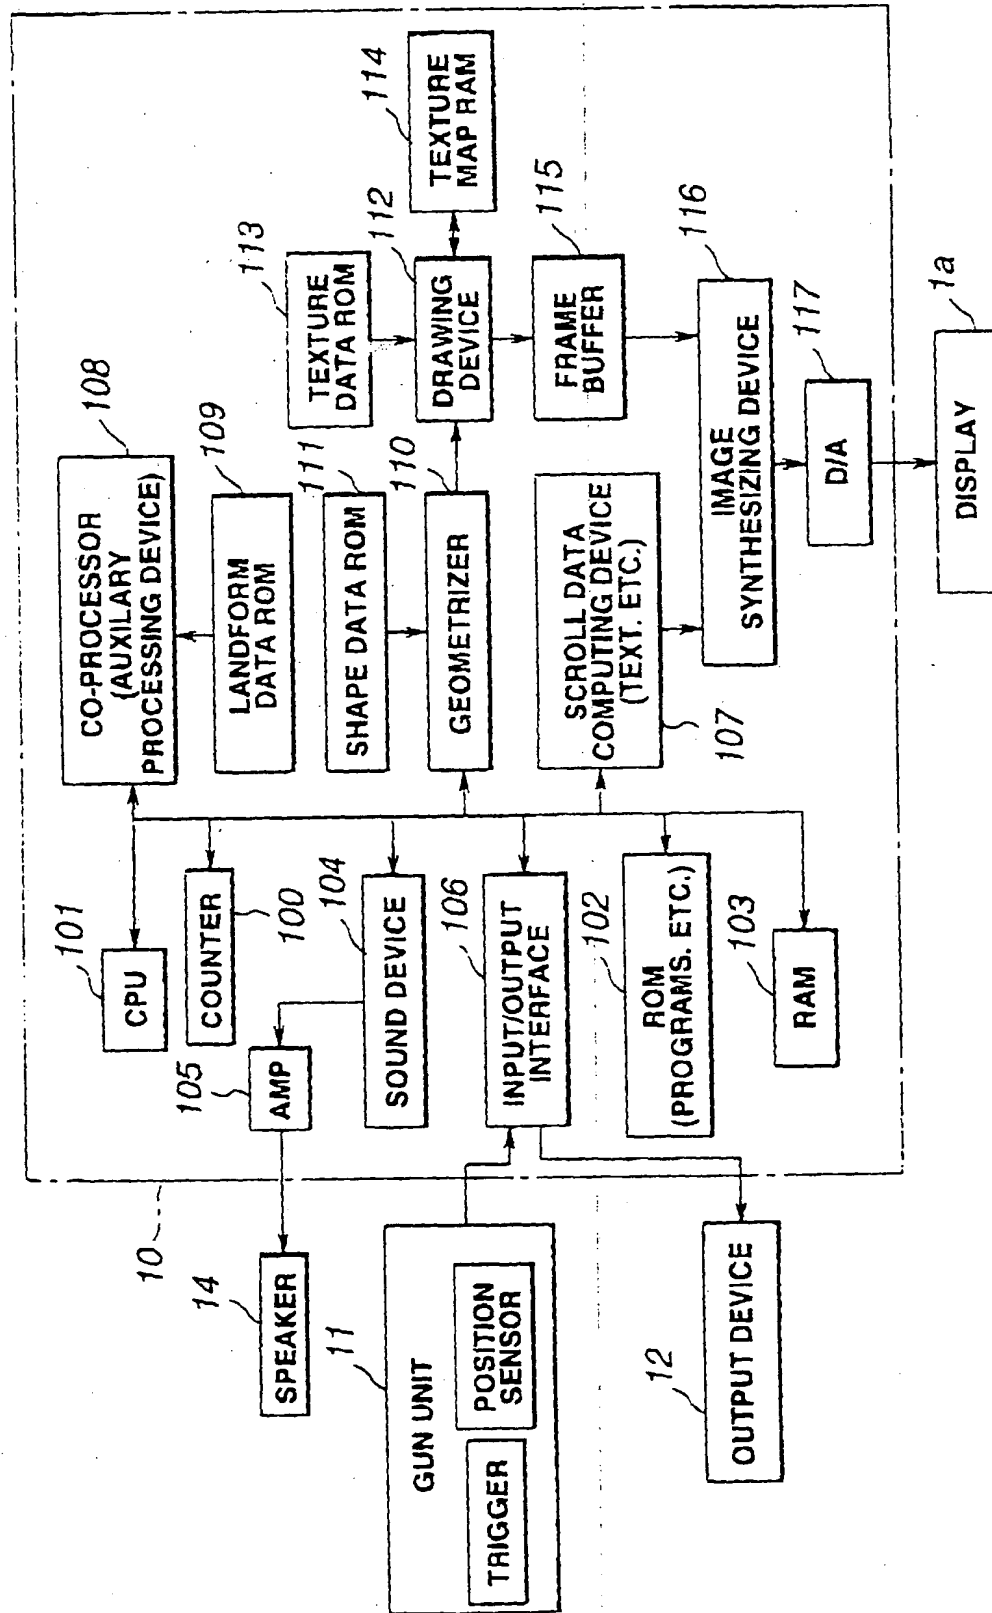 10
101
CPU
COUNTER
100
105
AMP
14
SPEAKER
104
SOUND DEVICE
11
GUN UNIT
TRIGGER
POSITION
SENSOR
106
INPUT/OUTPUT
INTERFACE
102
ROM
(PROGRAMS. ETC.)
103
RAM
12
OUTPUT DEVICE
108
CO-PROCESSOR
(AUXILARY
PROCESSING DEVICE)
109
LANDFORM
DATA ROM
111
SHAPE DATA ROM
110
GEOMETRIZER
113
TEXTURE
DATA ROM
112
DRAWING
DEVICE
114
TEXTURE
MAP RAM
115
FRAME
BUFFER
SCROLL DATA
COMPUTING DEVICE
(TEXT. ETC.)
107
116
IMAGE
SYNTHESIZING DEVICE
117
D/A
1a
DISPLAY